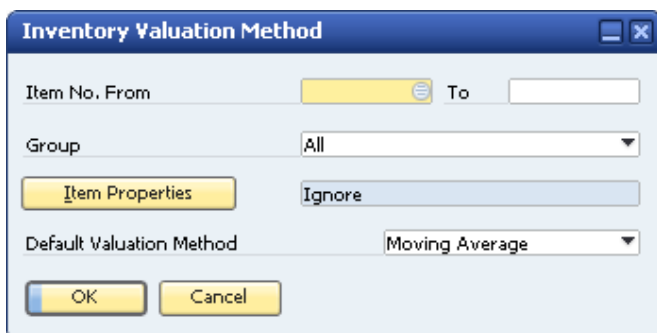 Inventory Valuation Method
Item No. From To
Group All
Item Properties Ignore
Default Valuation Method Moving Average
OK Cancel